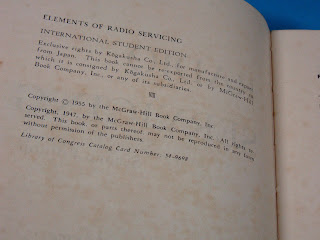 ELEMENTS OF RADIO SERVICING
INTERNATIONAL STUDENT EDITION
Exclusive rights by Kōgakusha Co., Ltd. for manufacture and export
from Japan. This book cannot be re-exported from the country to
which it is consigned by Kōgakusha Co., Ltd. or by McGraw-Hill
Book Company, Inc. or any of its subsidiaries.
Copyright © 1955 by the McGraw-Hill Book Company, Inc.
Copyright, 1947, by the McGraw-Hill Book Company, Inc. All rights re-
served. This book, or parts thereof, may not be reproduced in any form
without permission of the publishers.
Library of Congress Catalog Card Number: 54-9698